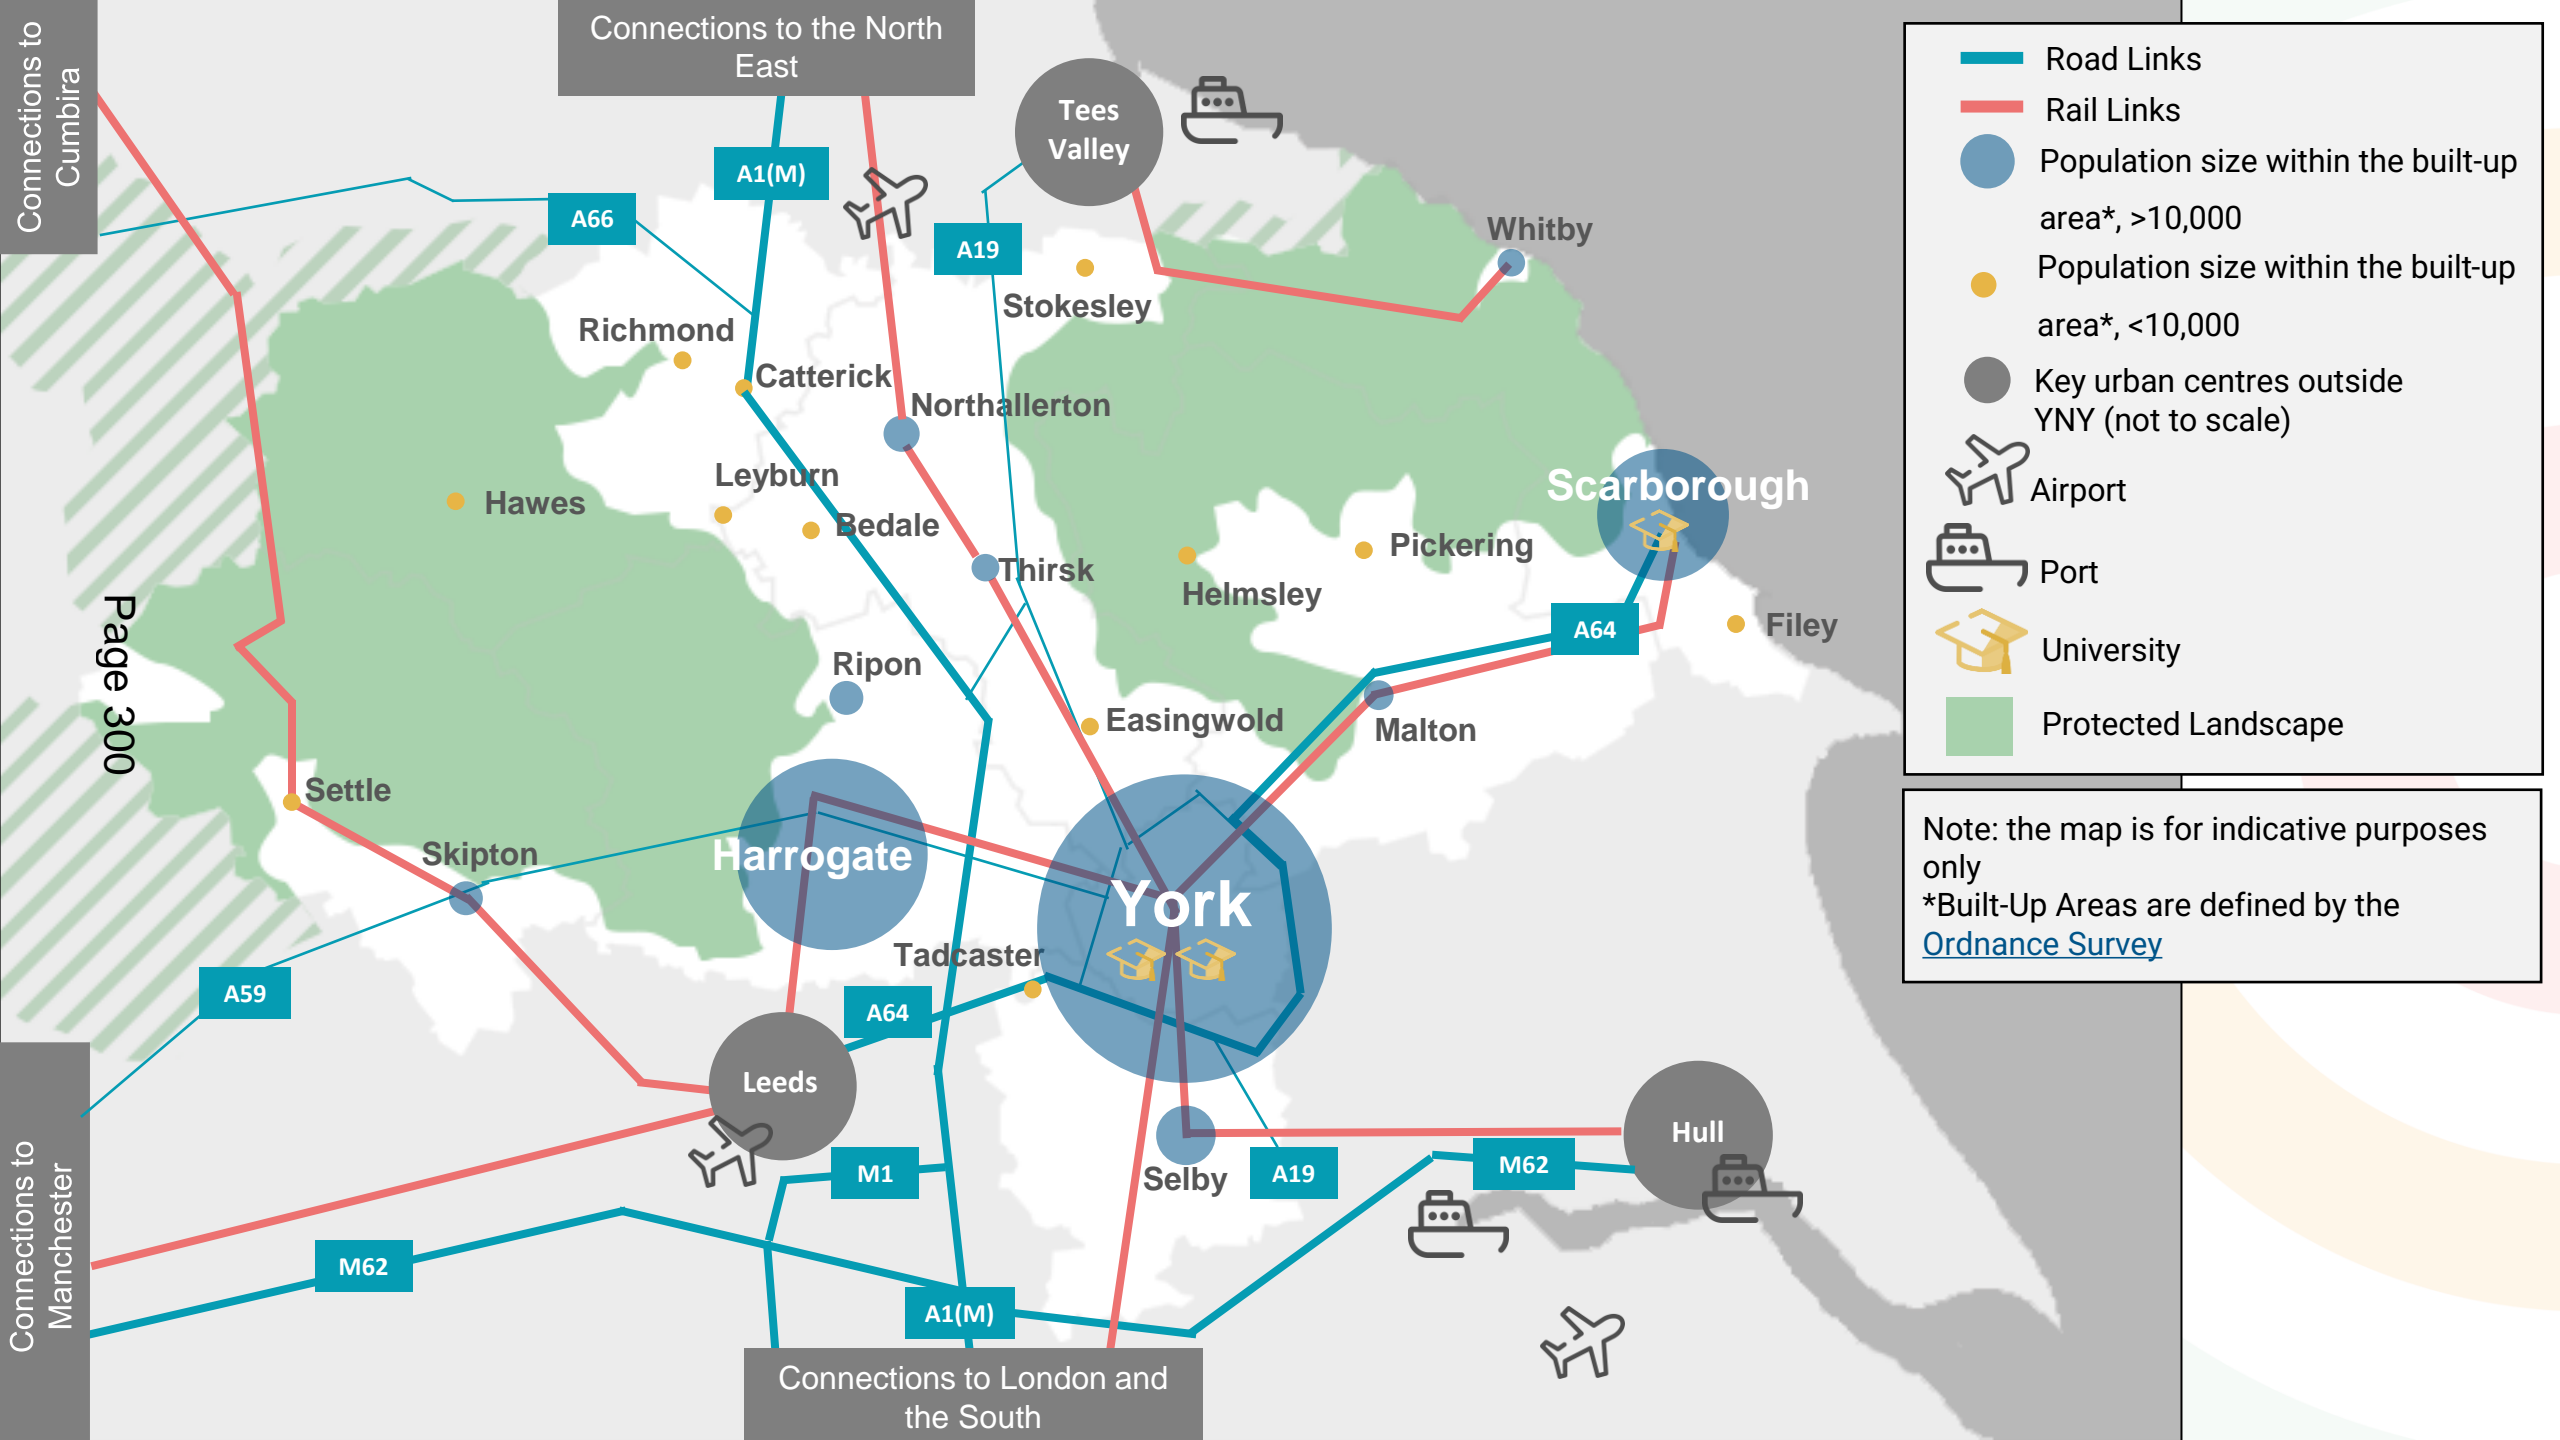 Connections to
Cumbira
Connections to the North
East
Tees
Valley
A1(M)
A66
A19
Whitby
Stokesley
Richmond
Catterick
Northallerton
Leyburn
Hawes
Bedale
Thirsk
Scarborough
Pickering
Helmsley
A64
Filey
Page 300
Ripon
Easingwold
Malton
Settle
Skipton
Harrogate
York
Tadcaster
A59
A64
Leeds
Hull
M1
Selby
A19
M62
Connections to
Manchester
M62
A1(M)
Connections to London and
the South
Road Links
Rail Links
Population size within the built-up
area*, >10,000
Population size within the built-up
area*, <10,000
Key urban centres outside
YNY (not to scale)
Airport
Port
University
Protected Landscape
Note: the map is for indicative purposes
only
*Built-Up Areas are defined by the
Ordnance Survey